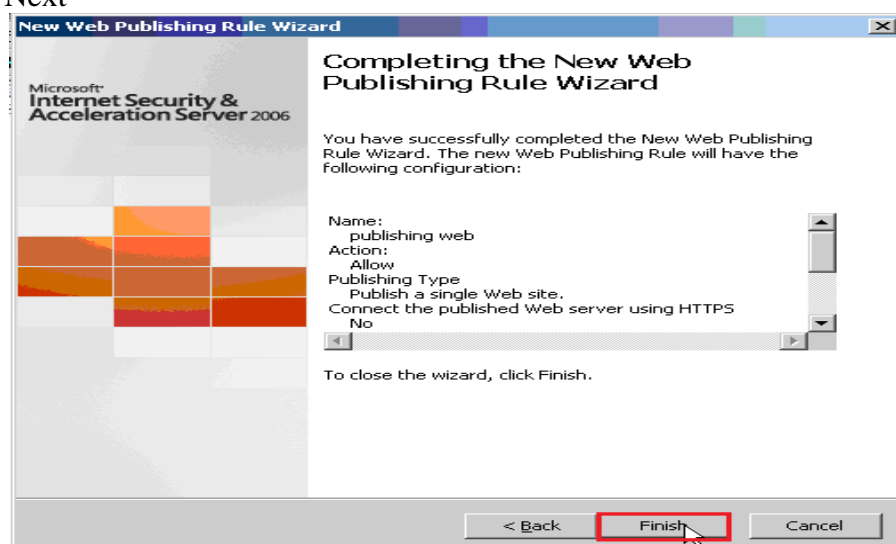 Next
New Web Publishing Rule Wizard
Microsoft
Internet Security &
Acceleration Server 2006
Completing the New Web
Publishing Rule Wizard
You have successfully completed the New Web Publishing
Rule Wizard. The new Web Publishing Rule will have the
following configuration:
Name:
publishing web
Action:
Allow
Publishing Type
Publish a single Web site.
Connect the published Web server using HTTPS
No
To close the wizard, click Finish.
< Back
Finish
Cancel